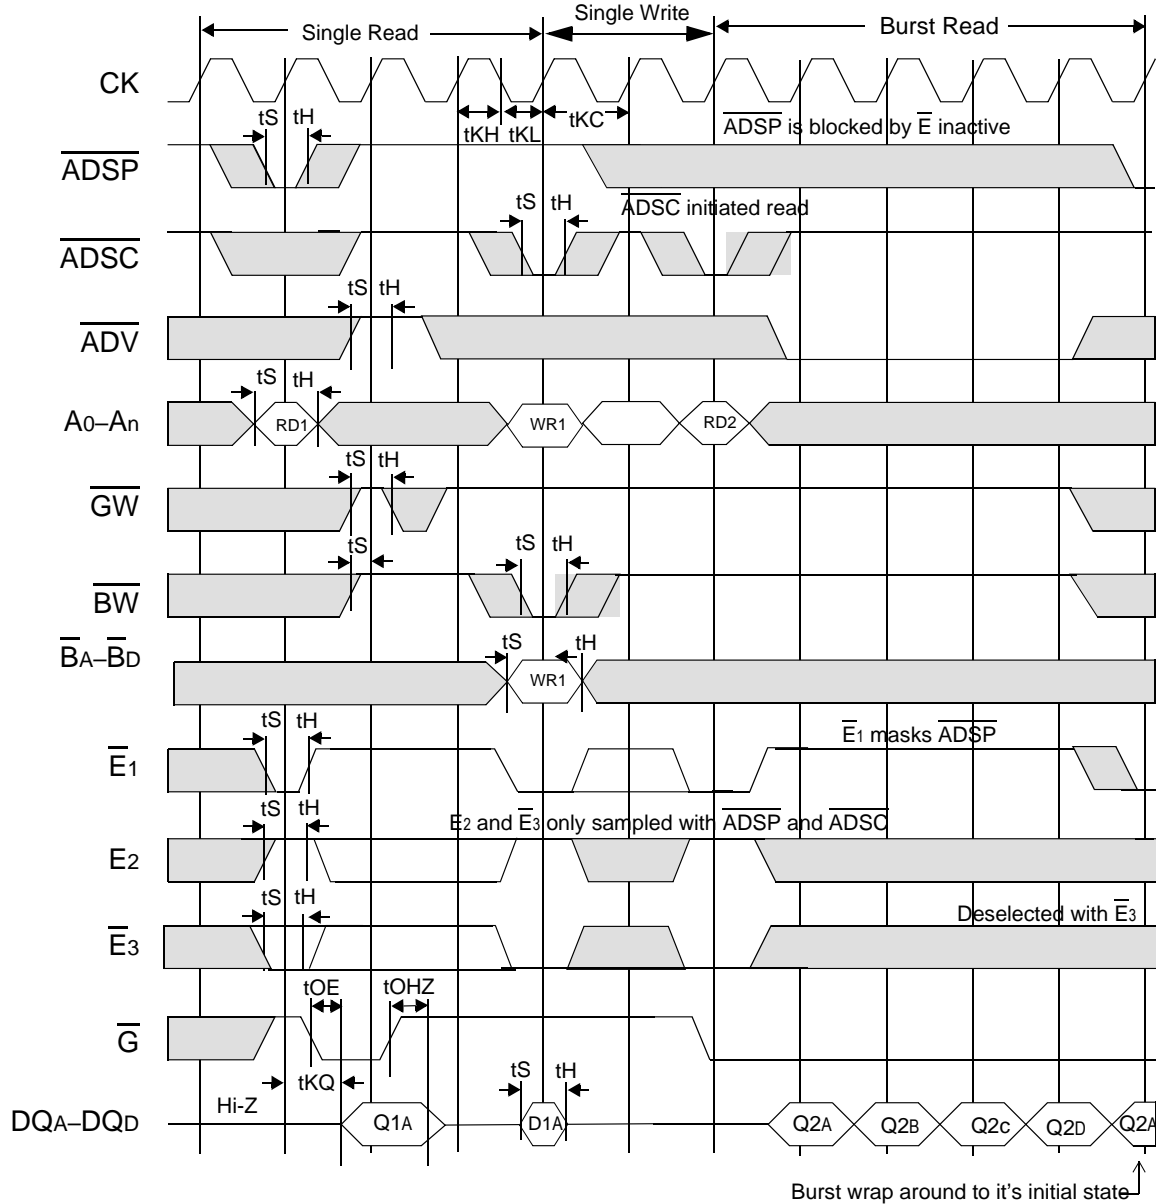 Single Read Single Write Burst Read
CK
tS tH tKH tKL tKC
ADSP is blocked by E inactive
ADSP
tS tH ADSC initiated read
ADSC
tS tH
ADV
tS tH
A0–An RD1 WR1 RD2
tS tH
GW
tS tS tH
BW
BA–BD tS tH
WR1
tS tH E1 masks ADSP
E1
tS tH E2 and E3 only sampled with ADSP and ADSC
E2
tS tH Deselected with E3
E3
tOE tOHZ
G
tKQ tS tH
Hi-Z
DQA–DQD Q1A D1A Q2A Q2B Q2c Q2D Q2A
Burst wrap around to it's initial state